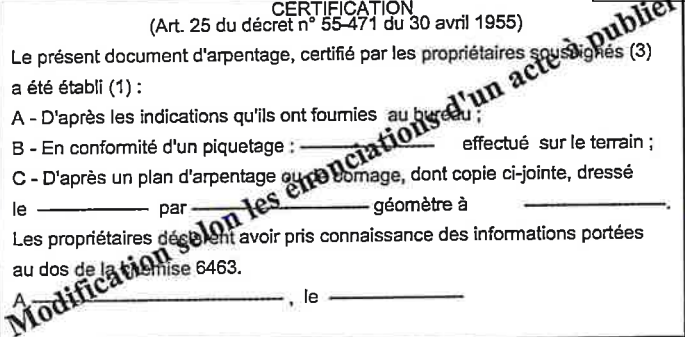 CERTIFICATION
(Art. 25 du décret n° 55-471 du 30 avril 1955)
Le présent document d'arpentage, certifié par les propriétaires soussignés (3)
a été établi (1) :
A - D'après les indications qu'ils ont fournies au bureau ;
B - En conformité d'un piquetage : effectué sur le terrain ;
C - D'après un plan d'arpentage ou de bornage, dont copie ci-jointe, dressé
le par géomètre à .
Les propriétaires déclarent avoir pris connaissance des informations portées
au dos de la chemise 6463.
A , le
Modification selon les énonciations d'un acte à publier